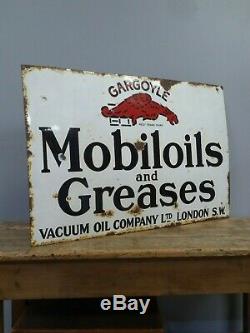 GARGOYLE
Mobiloils
and
Greases
VACUUM OIL COMPANY LTD. LONDON S.W.